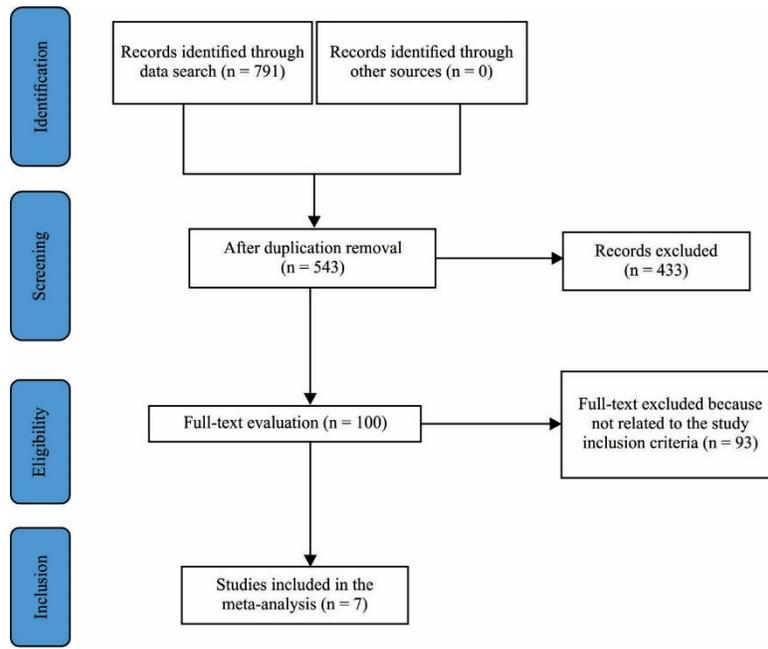 Identification
Records identified through
data search (n = 791)
Records identified through
other sources (n = 0)
Screening
After duplication removal
(n = 543)
Records excluded
(n = 433)
Eligibility
Full-text evaluation (n = 100)
Full-text excluded because
not related to the study
inclusion criteria (n = 93)
Inclusion
Studies included in the
meta-analysis (n = 7)